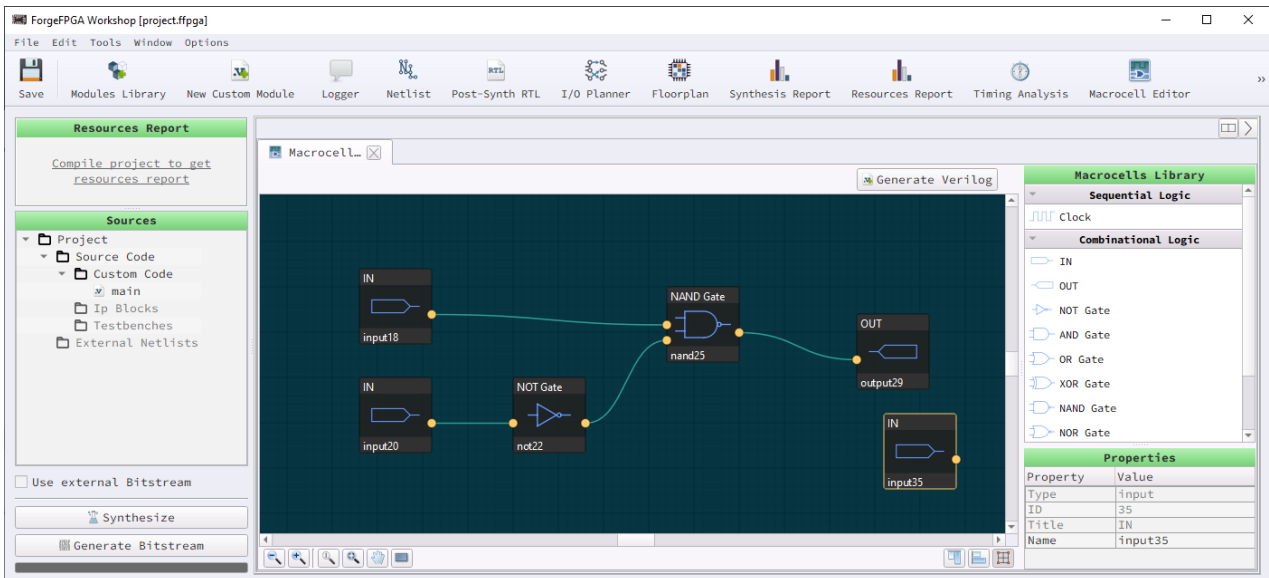 ForgeFPGA Workshop [project.ffpga]
File Edit Tools Window Options
Save Modules Library New Custom Module Logger Netlist Post-Synth RTL I/O Planner Floorplan Synthesis Report Resources Report Timing Analysis Macrocell Editor
RTL
»
Resources Report
Compile project to get
resources report
Sources
Project
Source Code
Custom Code
main
Ip Blocks
Testbenches
External Netlists
Use external Bitstream
Synthesize
Generate Bitstream
Macrocell…
Generate Verilog
IN
input18
IN
input20
NOT Gate
not22
NAND Gate
nand25
OUT
output29
IN
input35
Macrocells Library
Sequential Logic
Clock
Combinational Logic
IN
OUT
NOT Gate
AND Gate
OR Gate
XOR Gate
NAND Gate
NOR Gate
Properties
Property Value
Type input
ID 35
Title IN
Name input35